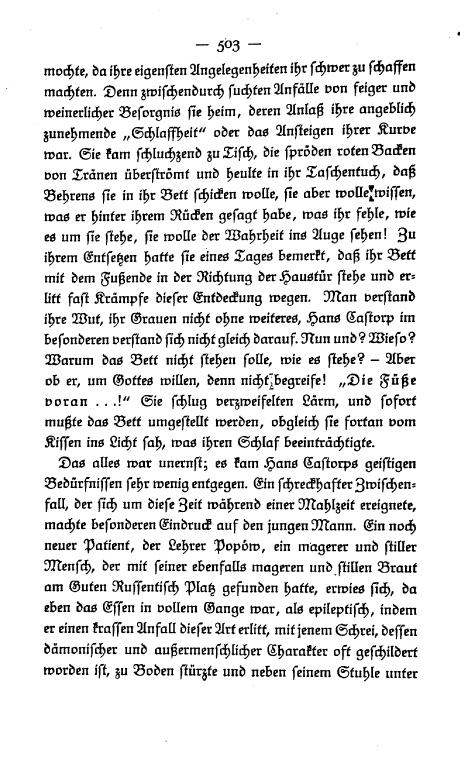 — 503 —
mochte, da ihre eigensten Angelegenheiten ihr schwer zu schaffen
machten. Denn zwischendurch suchten Anfälle von feiger und
weinerlicher Besorgnis sie heim, deren Anlaß ihre angeblich
zunehmende „Schlaffheit“ oder das Ansteigen ihrer Kurve
war. Sie kam schluchzend zu Tisch, die spröden roten Backen
von Tränen überströmt und heulte in ihr Taschentuch, daß
Behrens sie in ihr Bett schicken wolle, sie aber wolle wissen,
was er hinter ihrem Rücken gesagt habe, was ihr fehle, wie
es um sie stehe, sie wolle der Wahrheit ins Auge sehen! Zu
ihrem Entsetzen hatte sie eines Tages bemerkt, daß ihr Bett
mit dem Fußende in der Richtung der Haustür stehe und er-
litt fast Krämpfe dieser Entdeckung wegen. Man verstand
ihre Wut, ihr Grauen nicht ohne weiteres, Hans Castorp im
besonderen verstand sich nicht gleich darauf. Nun und? Wieso?
Warum das Bett nicht stehen solle, wie es stehe? – Aber
ob er, um Gottes willen, denn nicht begreife! „Die Füße
voran ...!“ Sie schlug verzweifelten Lärm, und sofort
mußte das Bett umgestellt werden, obgleich sie fortan vom
Kissen ins Licht sah, was ihren Schlaf beeinträchtigte.
Das alles war unernst; es kam Hans Castorps geistigen
Bedürfnissen sehr wenig entgegen. Ein schreckhafter Zwischen-
fall, der sich um diese Zeit während einer Mahlzeit ereignete,
machte besonderen Eindruck auf den jungen Mann. Ein noch
neuer Patient, der Lehrer Popów, ein magerer und stiller
Mensch, der mit seiner ebenfalls mageren und stillen Braut
am Guten Russentisch Platz gefunden hatte, erwies sich, da
eben das Essen in vollem Gange war, als epileptisch, indem
er einen krassen Anfall dieser Art erlitt, mit jenem Schrei, dessen
dämonischer und außermenschlicher Charakter oft geschildert
worden ist, zu Boden stürzte und neben seinem Stuhle unter